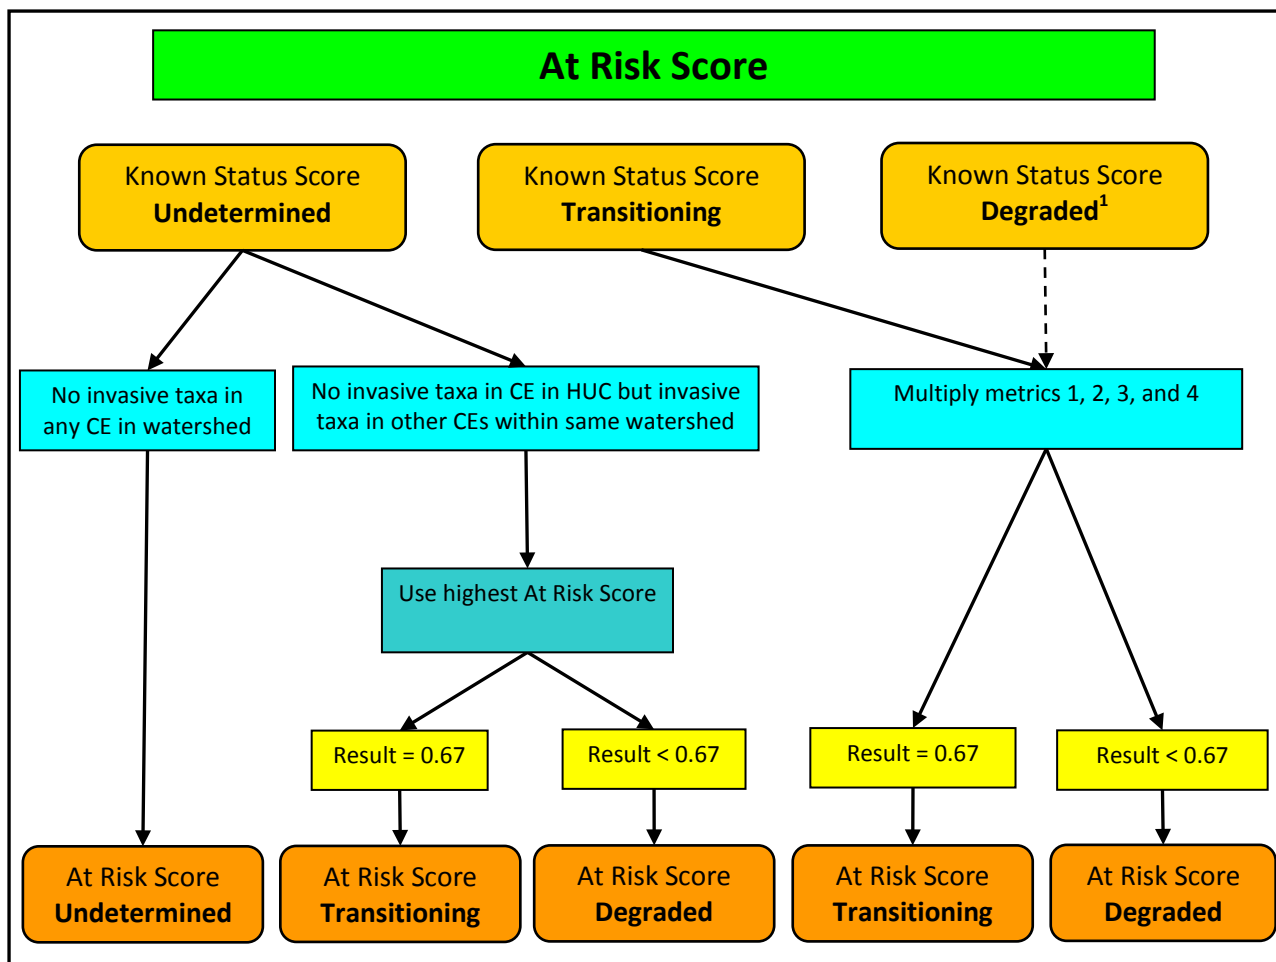 At Risk Score
Known Status Score
Undetermined
Known Status Score
Transitioning
Known Status Score
Degraded¹
No invasive taxa in
any CE in watershed
No invasive taxa in CE in HUC but invasive
taxa in other CEs within same watershed
Multiply metrics 1, 2, 3, and 4
Use highest At Risk Score
Result = 0.67
Result < 0.67
Result = 0.67
Result < 0.67
At Risk Score
Undetermined
At Risk Score
Transitioning
At Risk Score
Degraded
At Risk Score
Transitioning
At Risk Score
Degraded